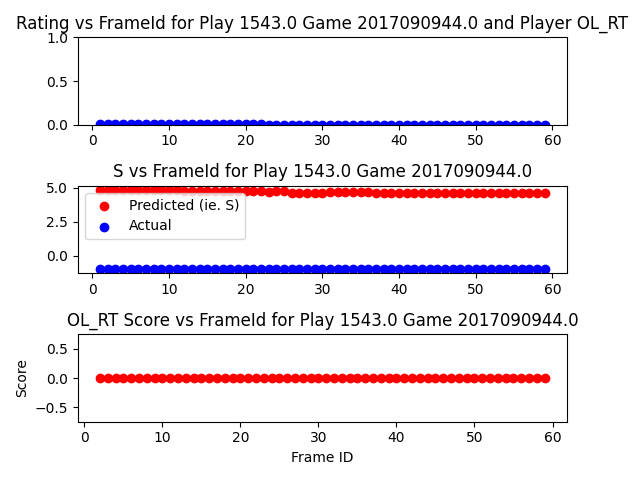 Rating vs FrameId for Play 1543.0 Game 2017090944.0 and Player OL_RT
1.0
0.5
0.0
0 10 20 30 40 50 60
S vs FrameId for Play 1543.0 Game 2017090944.0
5.0
2.5
0.0
Predicted (ie. S)
Actual
0 10 20 30 40 50 60
OL_RT Score vs FrameId for Play 1543.0 Game 2017090944.0
Score
0.5
0.0
−0.5
0 10 20 30 40 50 60
Frame ID